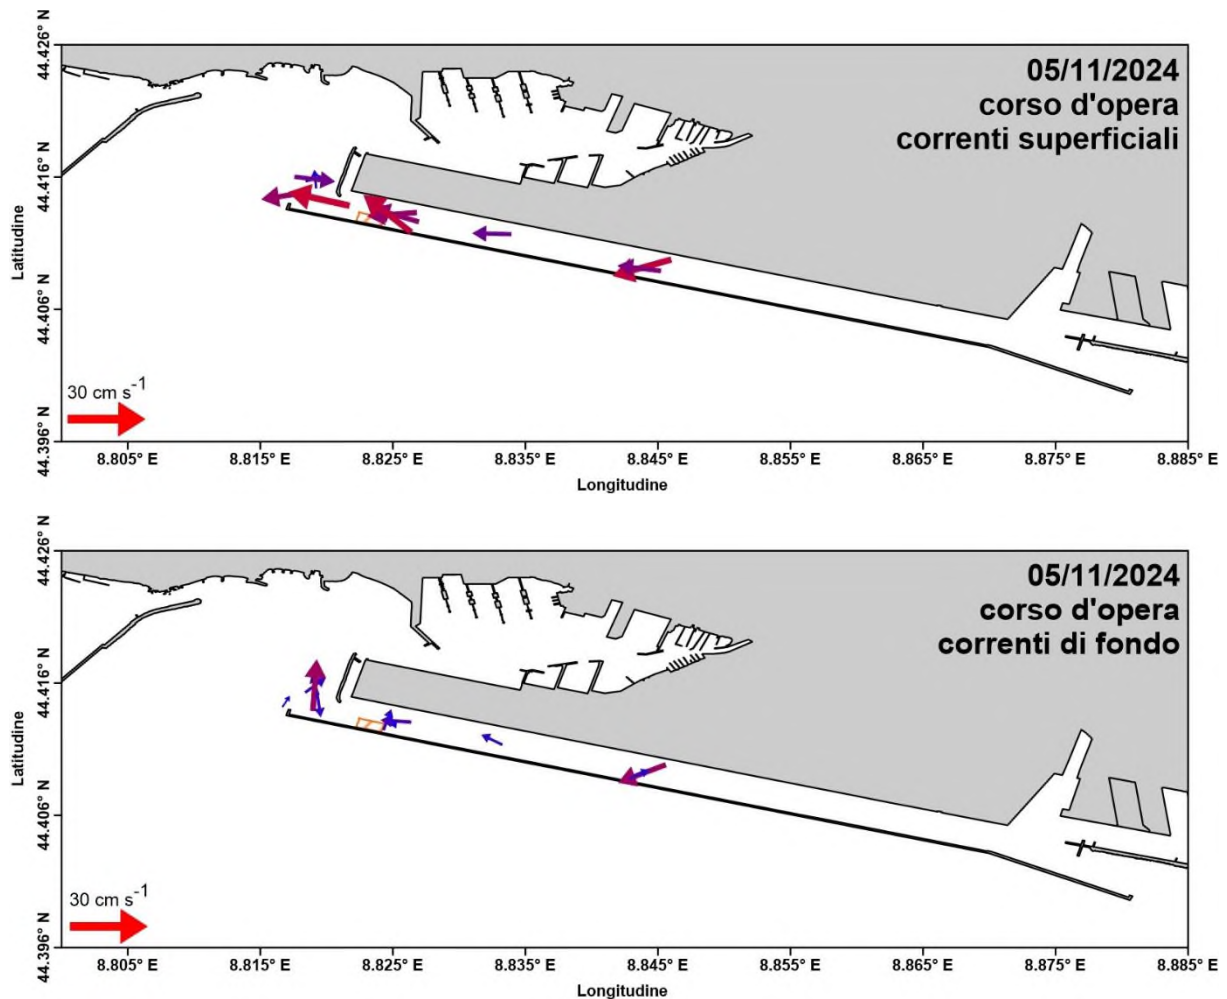 05/11/2024
corso d'opera
correnti superficiali
44.426° N
44.416° N
44.406° N
44.396° N
Latitudine
30 cm s⁻¹
8.805° E 8.815° E 8.825° E 8.835° E 8.845° E 8.855° E 8.865° E 8.875° E 8.885° E
Longitudine
05/11/2024
corso d'opera
correnti di fondo
44.426° N
44.416° N
44.406° N
44.396° N
Latitudine
30 cm s⁻¹
8.805° E 8.815° E 8.825° E 8.835° E 8.845° E 8.855° E 8.865° E 8.875° E 8.885° E
Longitudine